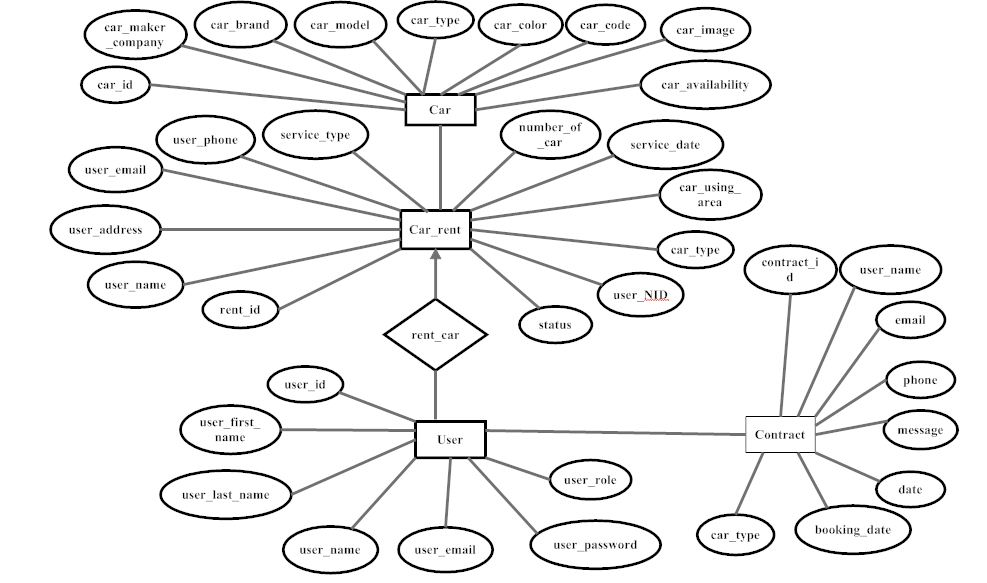 car_maker
_company
car_brand
car_model
car_type
car_color
car_code
car_image
car_id
car_availability
Car
user_phone
service_type
number_of
_car
service_date
user_email
car_using_
area
user_address
Car_rent
car_type
user_name
rent_id
user_NID
status
contract_i
d
user_name
rent_car
email
user_id
phone
user_first_
name
User
Contract
message
user_last_name
user_role
date
user_name
user_email
user_password
car_type
booking_date